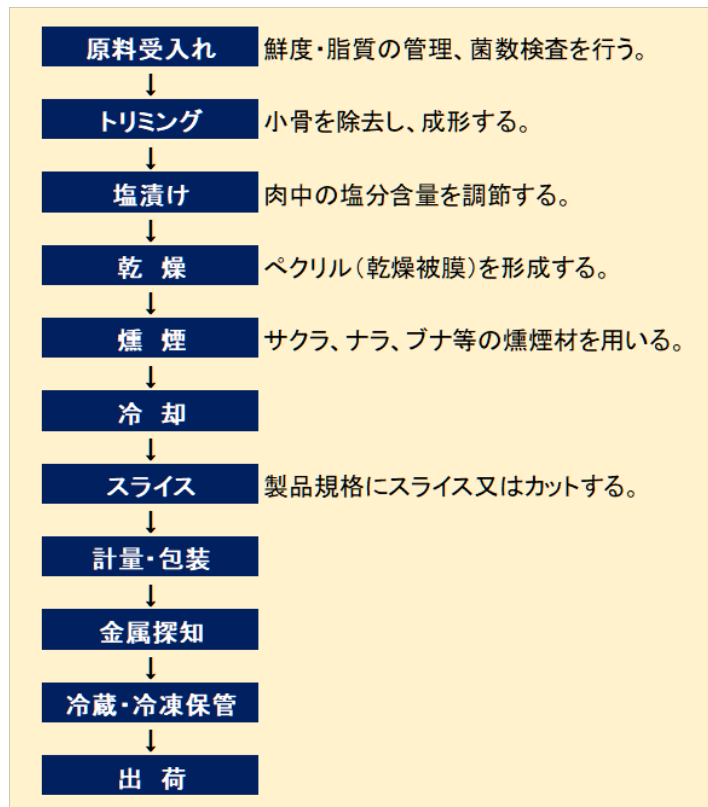 原料受入れ 鮮度・脂質の管理、菌数検査を行う。
↓
トリミング 小骨を除去し、成形する。
↓
塩漬け 肉中の塩分含量を調節する。
↓
乾 燥 ペクリル（乾燥被膜）を形成する。
↓
燻 煙 サクラ、ナラ、ブナ等の燻煙材を用いる。
↓
冷 却
↓
スライス 製品規格にスライス又はカットする。
↓
計量・包装
↓
金属探知
↓
冷蔵・冷凍保管
↓
出 荷